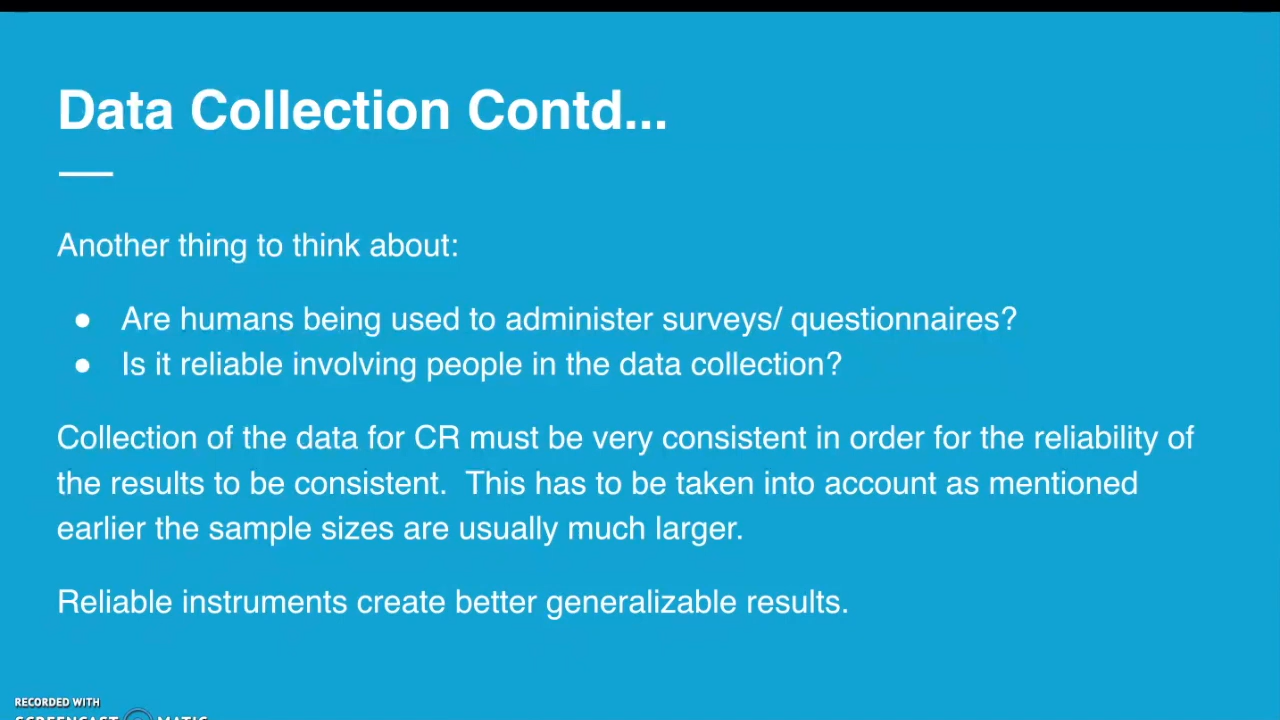 Data Collection Contd...
Another thing to think about:
● Are humans being used to administer surveys/ questionnaires?
● Is it reliable involving people in the data collection?
Collection of the data for CR must be very consistent in order for the reliability of
the results to be consistent.  This has to be taken into account as mentioned
earlier the sample sizes are usually much larger.
Reliable instruments create better generalizable results.
RECORDED WITH
SCREENCAST MATIC